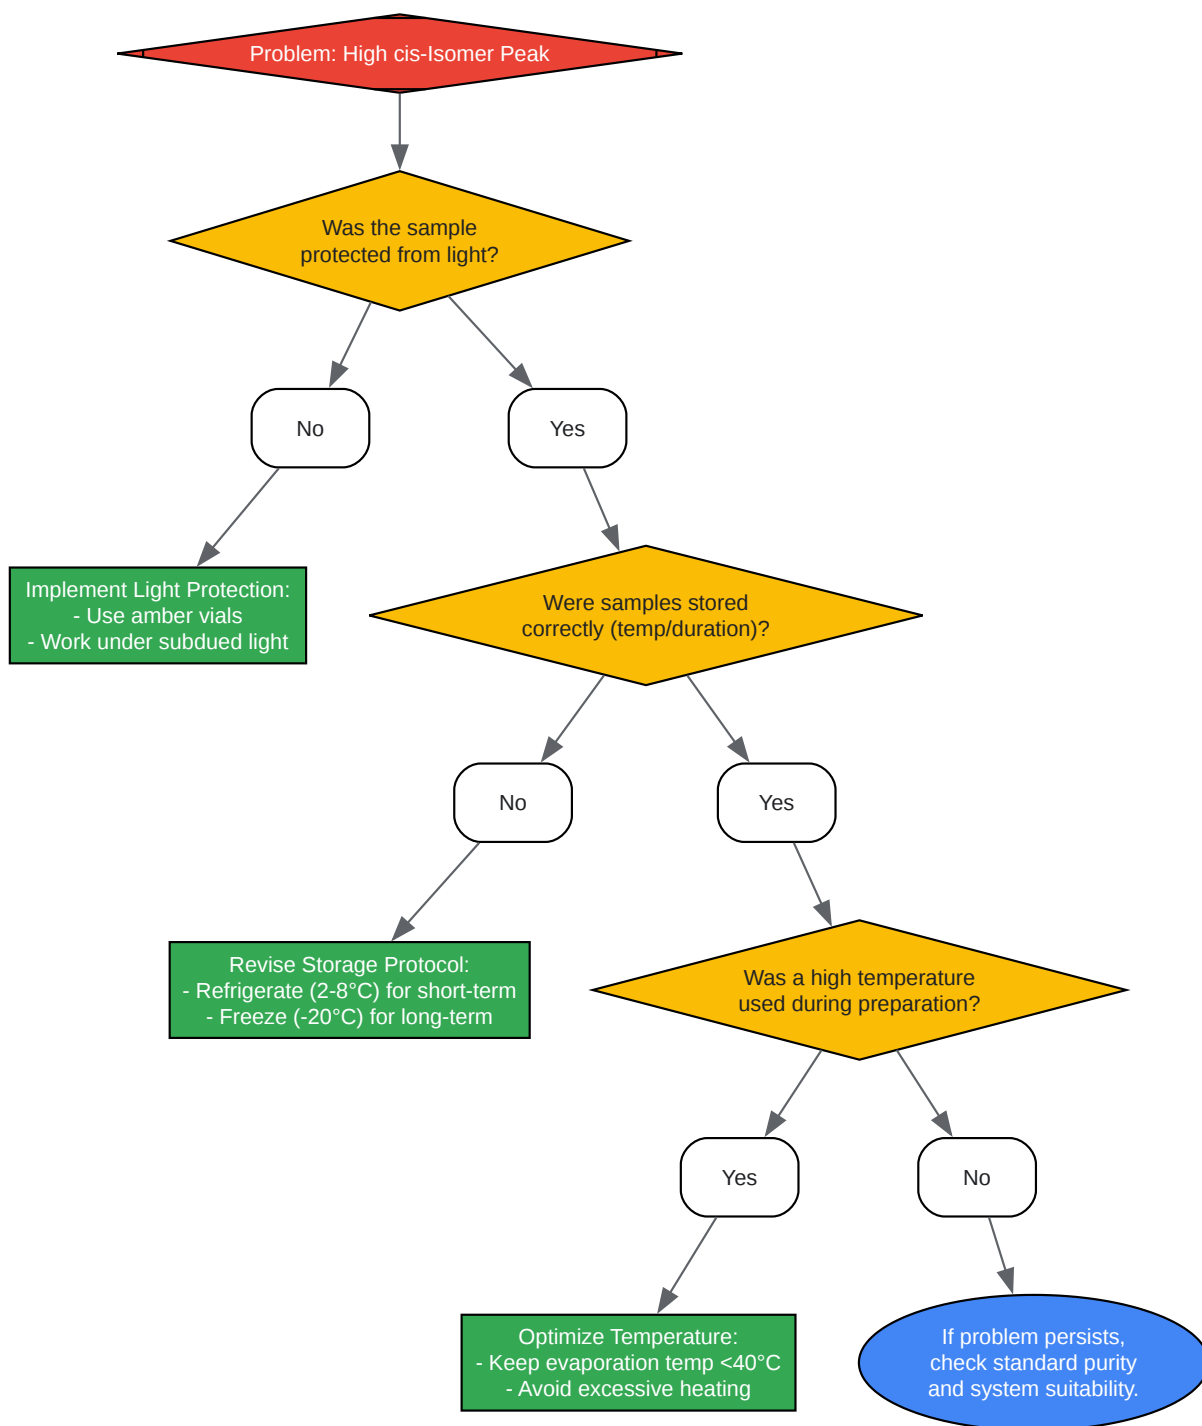 Problem: High cis-Isomer Peak
Was the sample
protected from light?
No
Yes
Implement Light Protection:
- Use amber vials
- Work under subdued light
Were samples stored
correctly (temp/duration)?
No
Yes
Revise Storage Protocol:
- Refrigerate (2-8°C) for short-term
- Freeze (-20°C) for long-term
Was a high temperature
used during preparation?
Yes
No
Optimize Temperature:
- Keep evaporation temp <40°C
- Avoid excessive heating
If problem persists,
check standard purity
and system suitability.